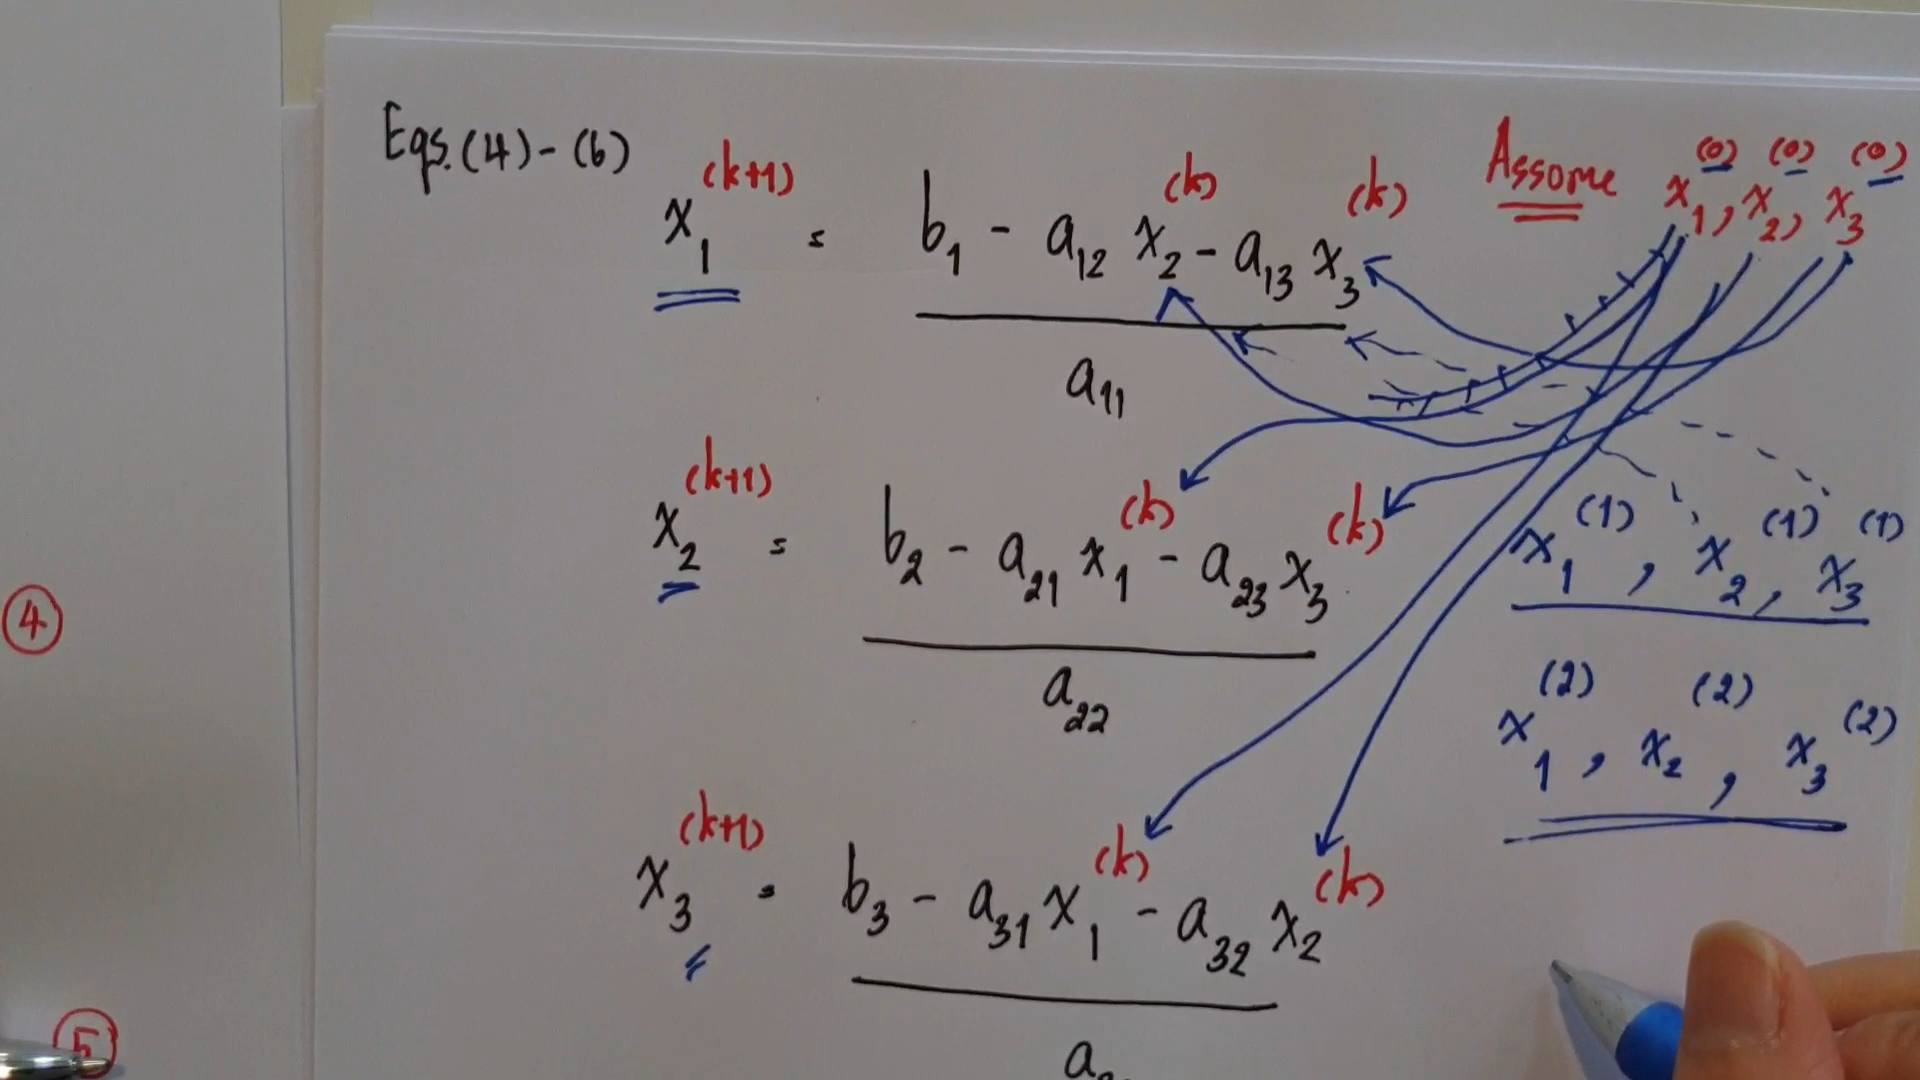 Eqs.(4)-(6)
x₁⁽ᵏ⁺¹⁾ = b₁ - a₁₂ x₂⁽ᵏ⁾ - a₁₃ x₃⁽ᵏ⁾
a₁₁
Assume x₁⁽⁰⁾, x₂⁽⁰⁾, x₃⁽⁰⁾
x₂⁽ᵏ⁺¹⁾ = b₂ - a₂₁ x₁⁽ᵏ⁾ - a₂₃ x₃⁽ᵏ⁾
a₂₂
x₁⁽¹⁾, x₂⁽¹⁾, x₃⁽¹⁾
x₁⁽²⁾, x₂⁽²⁾, x₃⁽²⁾
④
x₃⁽ᵏ⁺¹⁾ = b₃ - a₃₁ x₁⁽ᵏ⁾ - a₃₂ x₂⁽ᵏ⁾
a
⑤